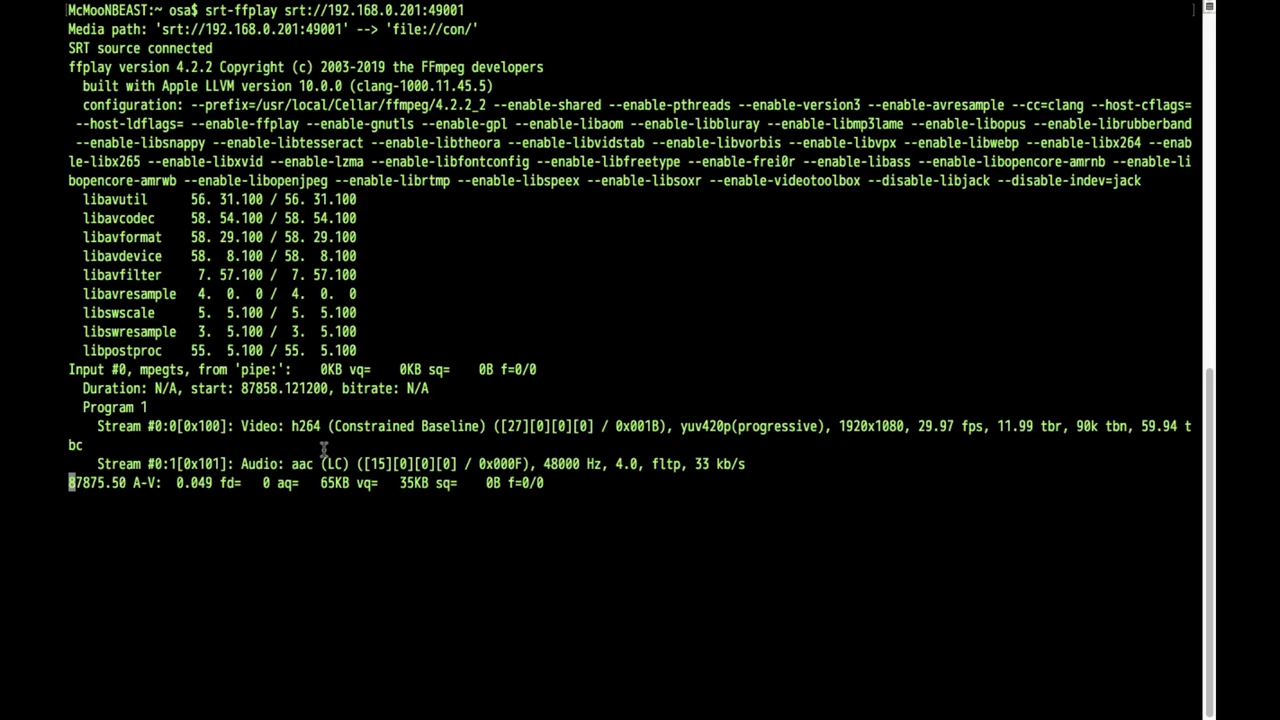 McMooNBEAST:~ osa$ srt-ffplay srt://192.168.0.201:49001
Media path: 'srt://192.168.0.201:49001' --> 'file://con/'
SRT source connected
ffplay version 4.2.2 Copyright (c) 2003-2019 the FFmpeg developers
  built with Apple LLVM version 10.0.0 (clang-1000.11.45.5)
  configuration: --prefix=/usr/local/Cellar/ffmpeg/4.2.2_2 --enable-shared --enable-pthreads --enable-version3 --enable-avresample --cc=clang --host-cflags=
 --host-ldflags= --enable-ffplay --enable-gnutls --enable-gpl --enable-libaom --enable-libbluray --enable-libmp3lame --enable-libopus --enable-librubberband
 --enable-libsnappy --enable-libtesseract --enable-libtheora --enable-libvidstab --enable-libvorbis --enable-libvpx --enable-libwebp --enable-libx264 --enab
le-libx265 --enable-libxvid --enable-lzma --enable-libfontconfig --enable-libfreetype --enable-frei0r --enable-libass --enable-libopencore-amrnb --enable-li
bopencore-amrwb --enable-libopenjpeg --enable-librtmp --enable-libspeex --enable-libsoxr --enable-videotoolbox --disable-libjack --disable-indev=jack
  libavutil      56. 31.100 / 56. 31.100
  libavcodec     58. 54.100 / 58. 54.100
  libavformat    58. 29.100 / 58. 29.100
  libavdevice    58.  8.100 / 58.  8.100
  libavfilter     7. 57.100 /  7. 57.100
  libavresample   4.  0.  0 /  4.  0.  0
  libswscale      5.  5.100 /  5.  5.100
  libswresample   3.  5.100 /  3.  5.100
  libpostproc    55.  5.100 / 55.  5.100
Input #0, mpegts, from 'pipe:':    0KB vq=    0KB sq=    0B f=0/0
  Duration: N/A, start: 87858.121200, bitrate: N/A
  Program 1
    Stream #0:0[0x100]: Video: h264 (Constrained Baseline) ([27][0][0][0] / 0x001B), yuv420p(progressive), 1920x1080, 29.97 fps, 11.99 tbr, 90k tbn, 59.94 t
bc
    Stream #0:1[0x101]: Audio: aac (LC) ([15][0][0][0] / 0x000F), 48000 Hz, 4.0, fltp, 33 kb/s
87875.50 A-V:  0.049 fd=   0 aq=   65KB vq=   35KB sq=    0B f=0/0